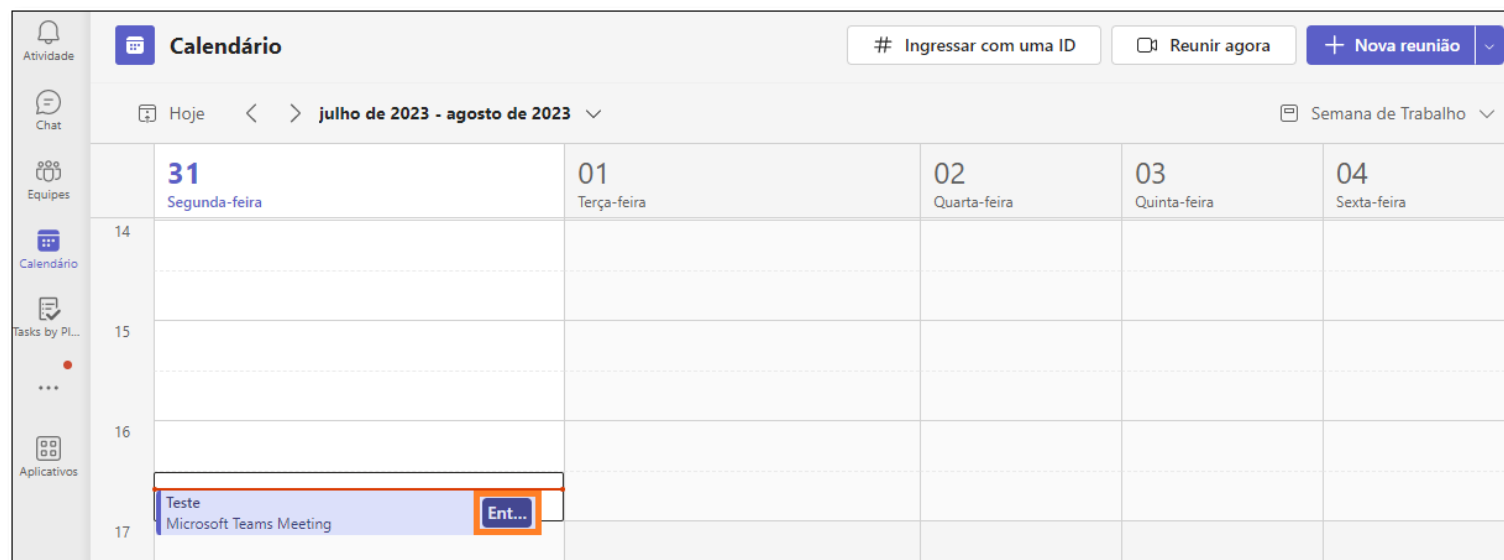 Atividade
Chat
Equipes
Calendário
Tasks by Pl...
...
Aplicativos
Calendário
# Ingressar com uma ID
Reunir agora
+ Nova reunião
Hoje
julho de 2023 - agosto de 2023
Semana de Trabalho
31
Segunda-feira
01
Terça-feira
02
Quarta-feira
03
Quinta-feira
04
Sexta-feira
14
15
16
17
Teste
Microsoft Teams Meeting
Ent...